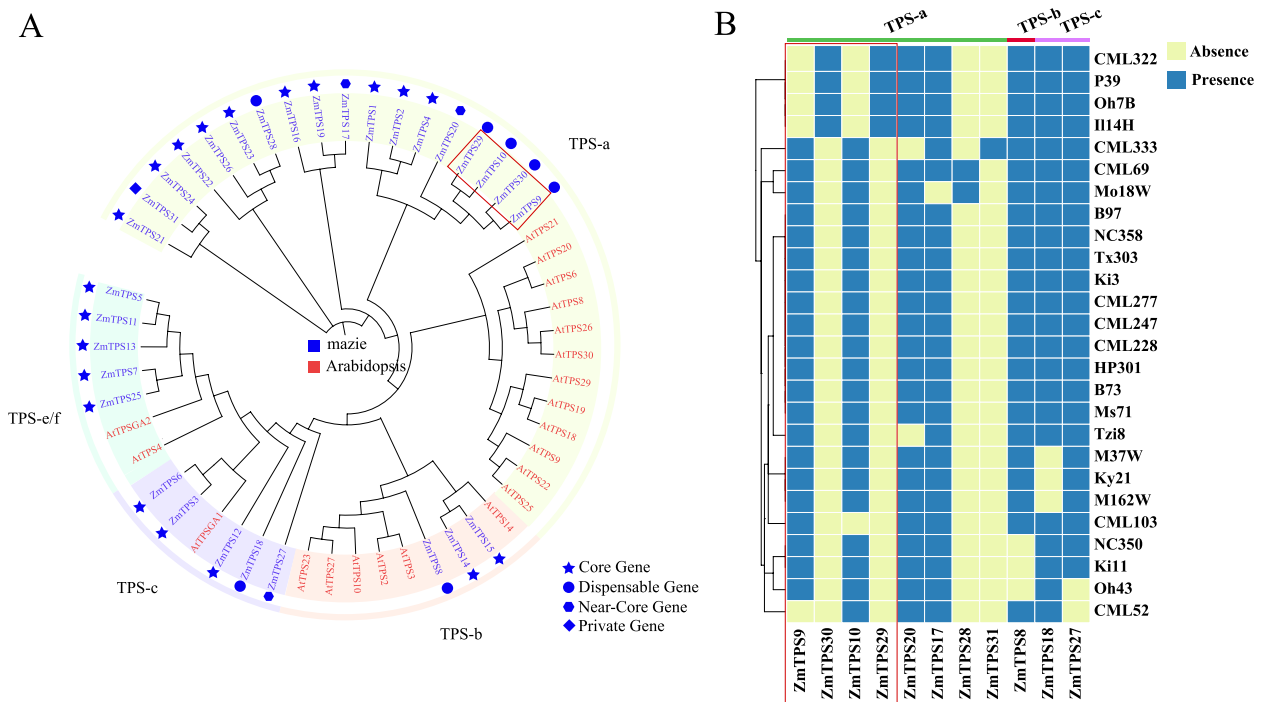 A
TPS-a
ZmTPS21
ZmTPS31
ZmTPS24
ZmTPS22
ZmTPS26
ZmTPS23
ZmTPS28
ZmTPS16
ZmTPS19
ZmTPS17
ZmTPS1
ZmTPS2
ZmTPS4
ZmTPS20
ZmTPS29
ZmTPS10
ZmTPS30
ZmTPS9
AtTPS21
AtTPS20
AtTPS6
AtTPS8
AtTPS26
AtTPS30
AtTPS29
AtTPS19
AtTPS18
AtTPS9
AtTPS22
AtTPS25
AtTPS14
ZmTPS15
ZmTPS14
ZmTPS8
AtTPS3
AtTPS2
AtTPS10
AtTPS27
AtTPS23
ZmTPS27
ZmTPS18
ZmTPS12
AtTPSGA1
ZmTPS3
ZmTPS6
AtTPS4
AtTPSGA2
ZmTPS25
ZmTPS7
ZmTPS13
ZmTPS11
ZmTPS5
mazie
Arabidopsis
TPS-e/f
TPS-c
TPS-b
Core Gene
Dispensable Gene
Near-Core Gene
Private Gene
B
TPS-a
TPS-b
TPS-c
Absence
Presence
CML322
P39
Oh7B
Il14H
CML333
CML69
Mo18W
B97
NC358
Tx303
Ki3
CML277
CML247
CML228
HP301
B73
Ms71
Tzi8
M37W
Ky21
M162W
CML103
NC350
Ki11
Oh43
CML52
ZmTPS9
ZmTPS30
ZmTPS10
ZmTPS29
ZmTPS20
ZmTPS17
ZmTPS28
ZmTPS31
ZmTPS8
ZmTPS18
ZmTPS27